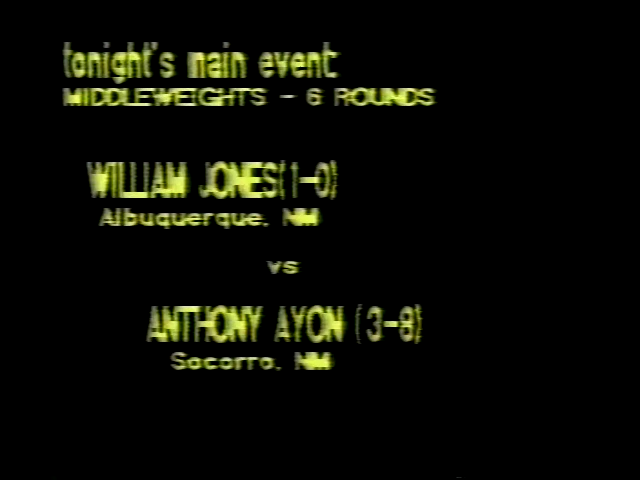 tonight's main event:
MIDDLEWEIGHTS - 6 ROUNDS
WILLIAM JONES(1-0)
Albuquerque, NM
vs
ANTHONY AYON (3-8)
Socorro, NM